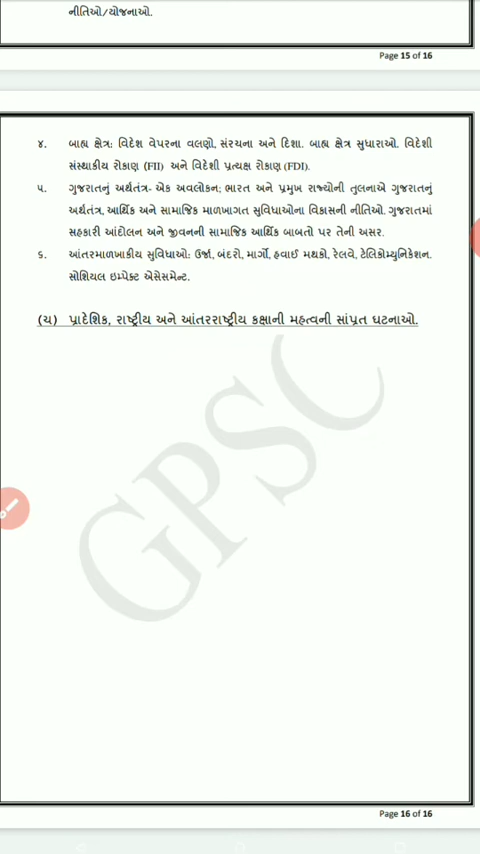 નીતિઓ/યોજનાઓ.
Page 15 of 16
૪. બાહ્ય ક્ષેત્ર: વિદેશ વેપરના વલણો, સંરચના અને દિશા. બાહ્ય ક્ષેત્ર સુધારાઓ. વિદેશી
સંસ્થાકીય રોકાણ (FII) અને વિદેશી પ્રત્યક્ષ રોકાણ (FDI).
૫. ગુજરાતનું અર્થતંત્ર- એક અવલોકન; ભારત અને પ્રમુખ રાજ્યોની તુલનાએ ગુજરાતનું
અર્થતંત્ર, આર્થિક અને સામાજિક માળખાગત સુવિધાઓના વિકાસની નીતિઓ. ગુજરાતમાં
સહકારી આંદોલન અને જીવનની સામાજિક આર્થિક બાબતો પર તેની અસર.
૬. આંતરમાળખાકીય સુવિધાઓ: ઉર્જા, બંદરો, માર્ગો, હવાઈ મથકો, રેલવે, ટેલિકોમ્યુનિકેશન.
સોશિયલ ઇમ્પેક્ટ એસેસમેન્ટ.
(ચ) પ્રાદેશિક, રાષ્ટ્રીય અને આંતરરાષ્ટ્રીય કક્ષાની મહત્વની સાંપ્રત ઘટનાઓ.
GPSC
Page 16 of 16